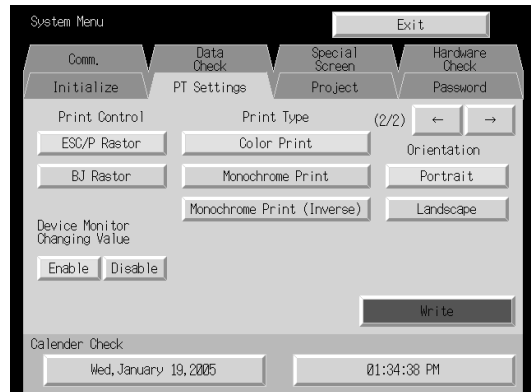 System Menu
Exit
Comm.
Data
Check
Special
Screen
Hardware
Check
Initialize
PT Settings
Project
Password
Print Control
Print Type
(2/2)
←
→
ESC/P Rastor
Color Print
Orientation
BJ Rastor
Monochrome Print
Portrait
Monochrome Print (Inverse)
Landscape
Device Monitor
Changing Value
Enable
Disable
Write
Calender Check
Wed,January 19,2005
01:34:38 PM